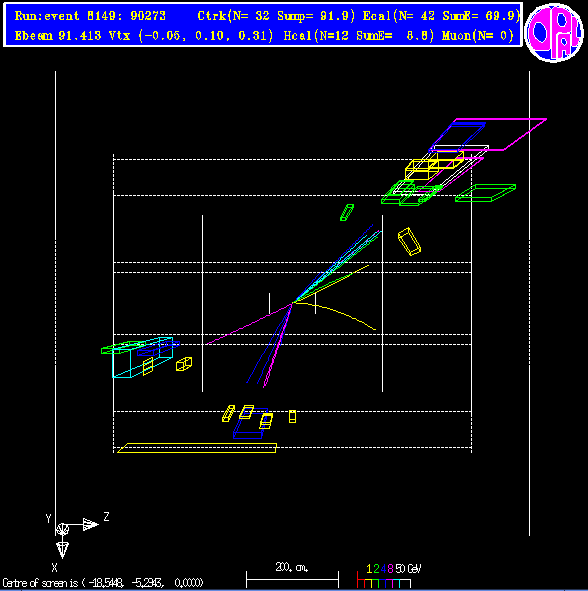 Run:event 8149: 90273 Ctrk(N= 32 Sump= 91.9) Ecal(N= 42 SumE= 69.9)
Ebeam 91.413 Vtx (-0.05, 0.10, 0.31) Hcal(N=12 SumE= 8.8) Muon(N= 0)
OPAL
Y
Z
X
200. cm.
1 2 4 8 50 GeV
Centre of screen is ( -18.5448, -5.2943, 0.0000)